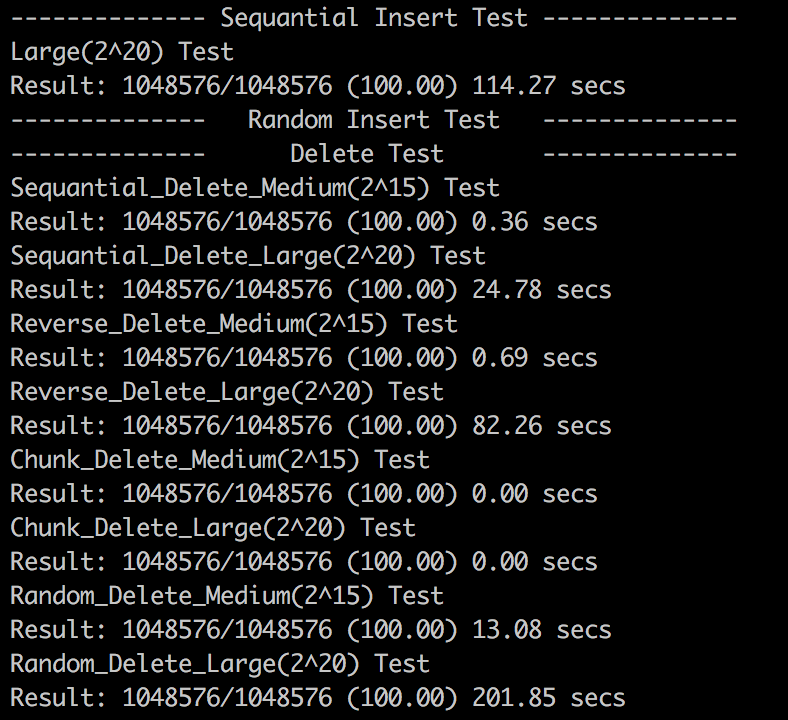 -------------- Sequantial Insert Test --------------
Large(2^20) Test
Result: 1048576/1048576 (100.00) 114.27 secs
--------------   Random Insert Test   --------------
--------------      Delete Test       --------------
Sequantial_Delete_Medium(2^15) Test
Result: 1048576/1048576 (100.00) 0.36 secs
Sequantial_Delete_Large(2^20) Test
Result: 1048576/1048576 (100.00) 24.78 secs
Reverse_Delete_Medium(2^15) Test
Result: 1048576/1048576 (100.00) 0.69 secs
Reverse_Delete_Large(2^20) Test
Result: 1048576/1048576 (100.00) 82.26 secs
Chunk_Delete_Medium(2^15) Test
Result: 1048576/1048576 (100.00) 0.00 secs
Chunk_Delete_Large(2^20) Test
Result: 1048576/1048576 (100.00) 0.00 secs
Random_Delete_Medium(2^15) Test
Result: 1048576/1048576 (100.00) 13.08 secs
Random_Delete_Large(2^20) Test
Result: 1048576/1048576 (100.00) 201.85 secs